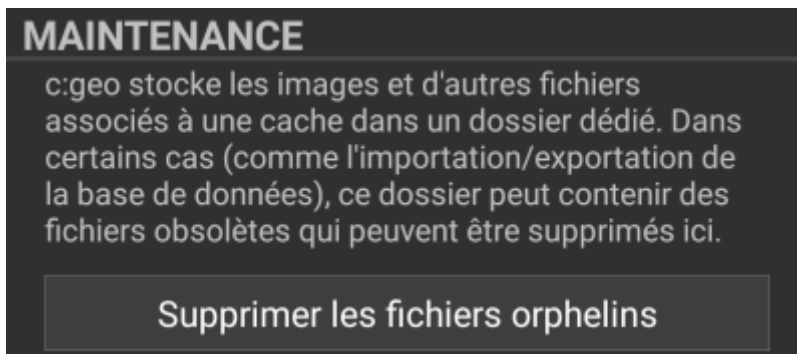 MAINTENANCE
c:geo stocke les images et d'autres fichiers
associés à une cache dans un dossier dédié. Dans
certains cas (comme l'importation/exportation de
la base de données), ce dossier peut contenir des
fichiers obsolètes qui peuvent être supprimés ici.
Supprimer les fichiers orphelins